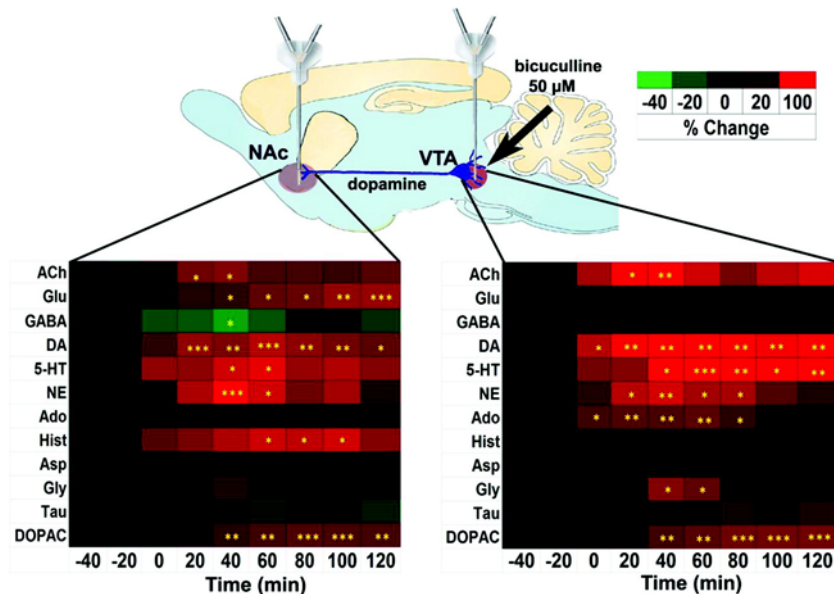 bicuculline
50 μM
-40 -20 0 20 100
% Change
NAc
VTA
dopamine
ACh * *
Glu * * * ** ***
GABA *
DA *** ** *** ** ** *
5-HT * *
NE *** *
Ado
Hist * * *
Asp
Gly
Tau
DOPAC ** ** *** *** **
-40 -20 0 20 40 60 80 100 120
Time (min)
ACh * **
Glu
GABA
DA * ** ** ** ** ** **
5-HT * *** ** * **
NE * ** * *
Ado * ** ** ** *
Hist
Asp
Gly * *
Tau
DOPAC ** ** *** *** ***
-40 -20 0 20 40 60 80 100 120
Time (min)